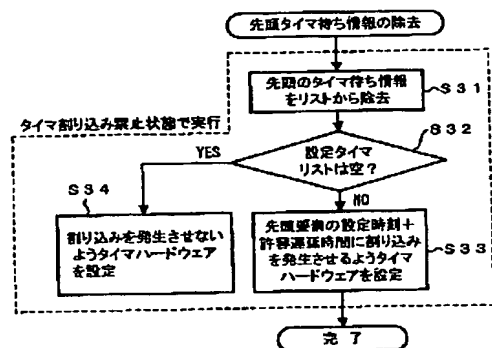 先頭タイマ待ち情報の除去
先頭のタイマ待ち情報
をリストから除去
S31
タイマ割り込み禁止状態で実行
S32
YES
設定タイマ
リストは空?
S34
NO
割り込みを発生させない
ようタイマハードウェア
を設定
先頭要素の設定時刻+
許容遅延時間に割り込み
を発生させるようタイマ
ハードウェアを設定
S33
完了